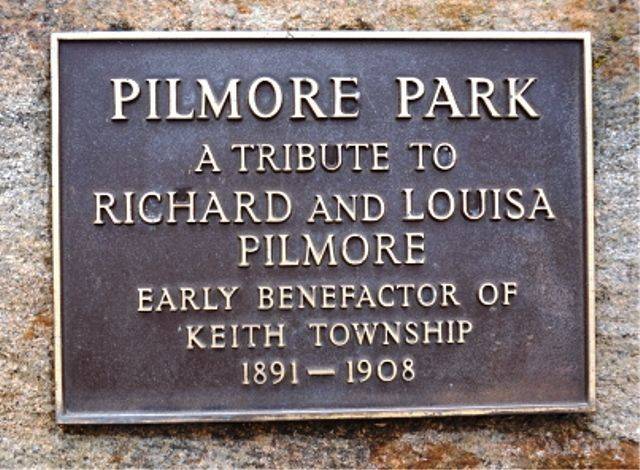 PILMORE PARK
A TRIBUTE TO
RICHARD AND LOUISA
PILMORE
EARLY BENEFACTOR OF
KEITH TOWNSHIP
1891 — 1908